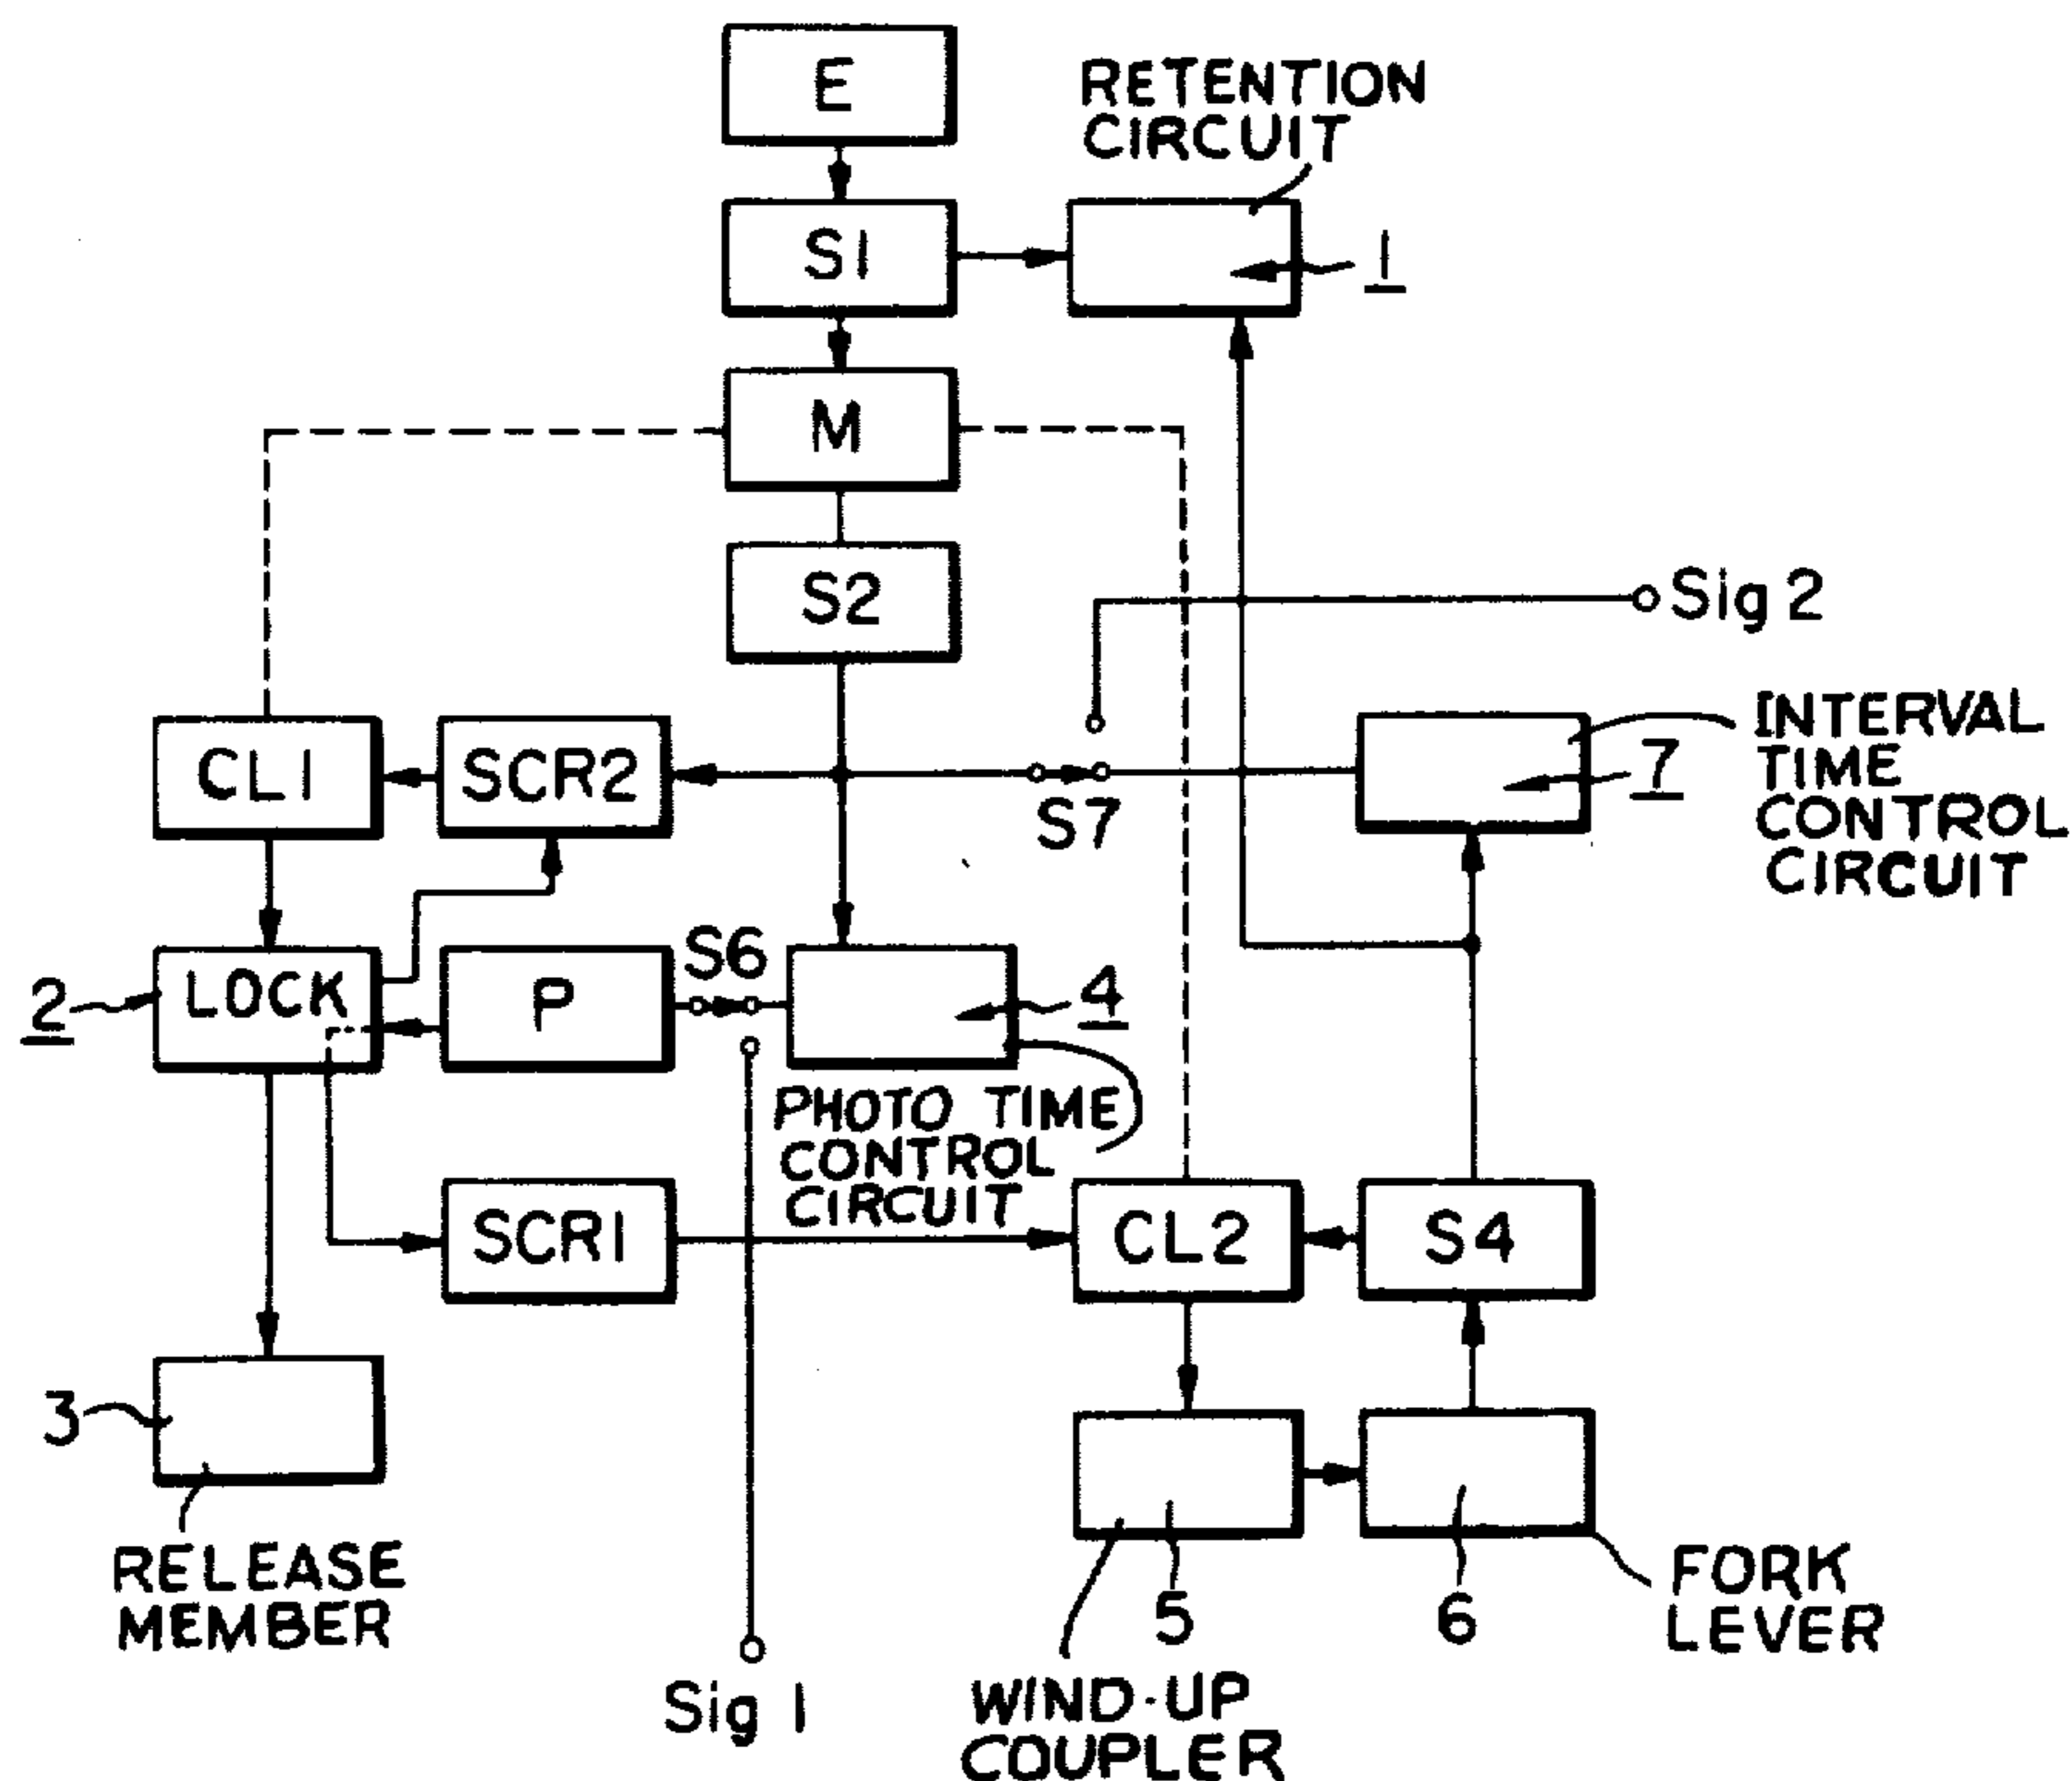 E
RETENTION
CIRCUIT
S1
1
M
S2
Sig 2
CL1
SCR2
S7
7
INTERVAL
TIME
CONTROL
CIRCUIT
2
LOCK
P
S6
4
PHOTO TIME
CONTROL
CIRCUIT
SCR1
CL2
S4
3
RELEASE
MEMBER
5
6
FORK
LEVER
Sig 1
WIND-UP
COUPLER